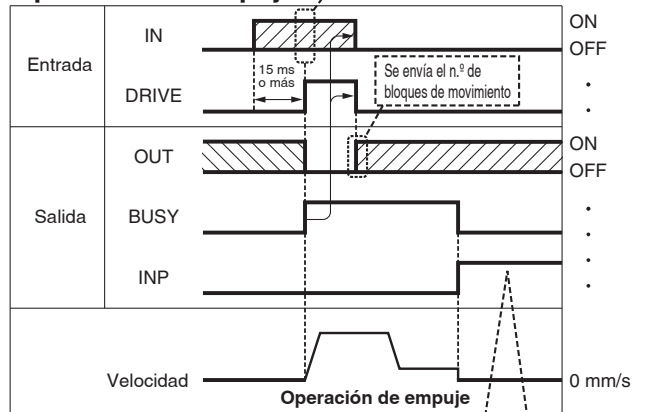 IN
ON
OFF
Entrada
15 ms
o más
Se envía el n.º de
bloques de movimiento
DRIVE
OUT
ON
OFF
Salida
BUSY
INP
Velocidad
0 mm/s
Operación de empuje